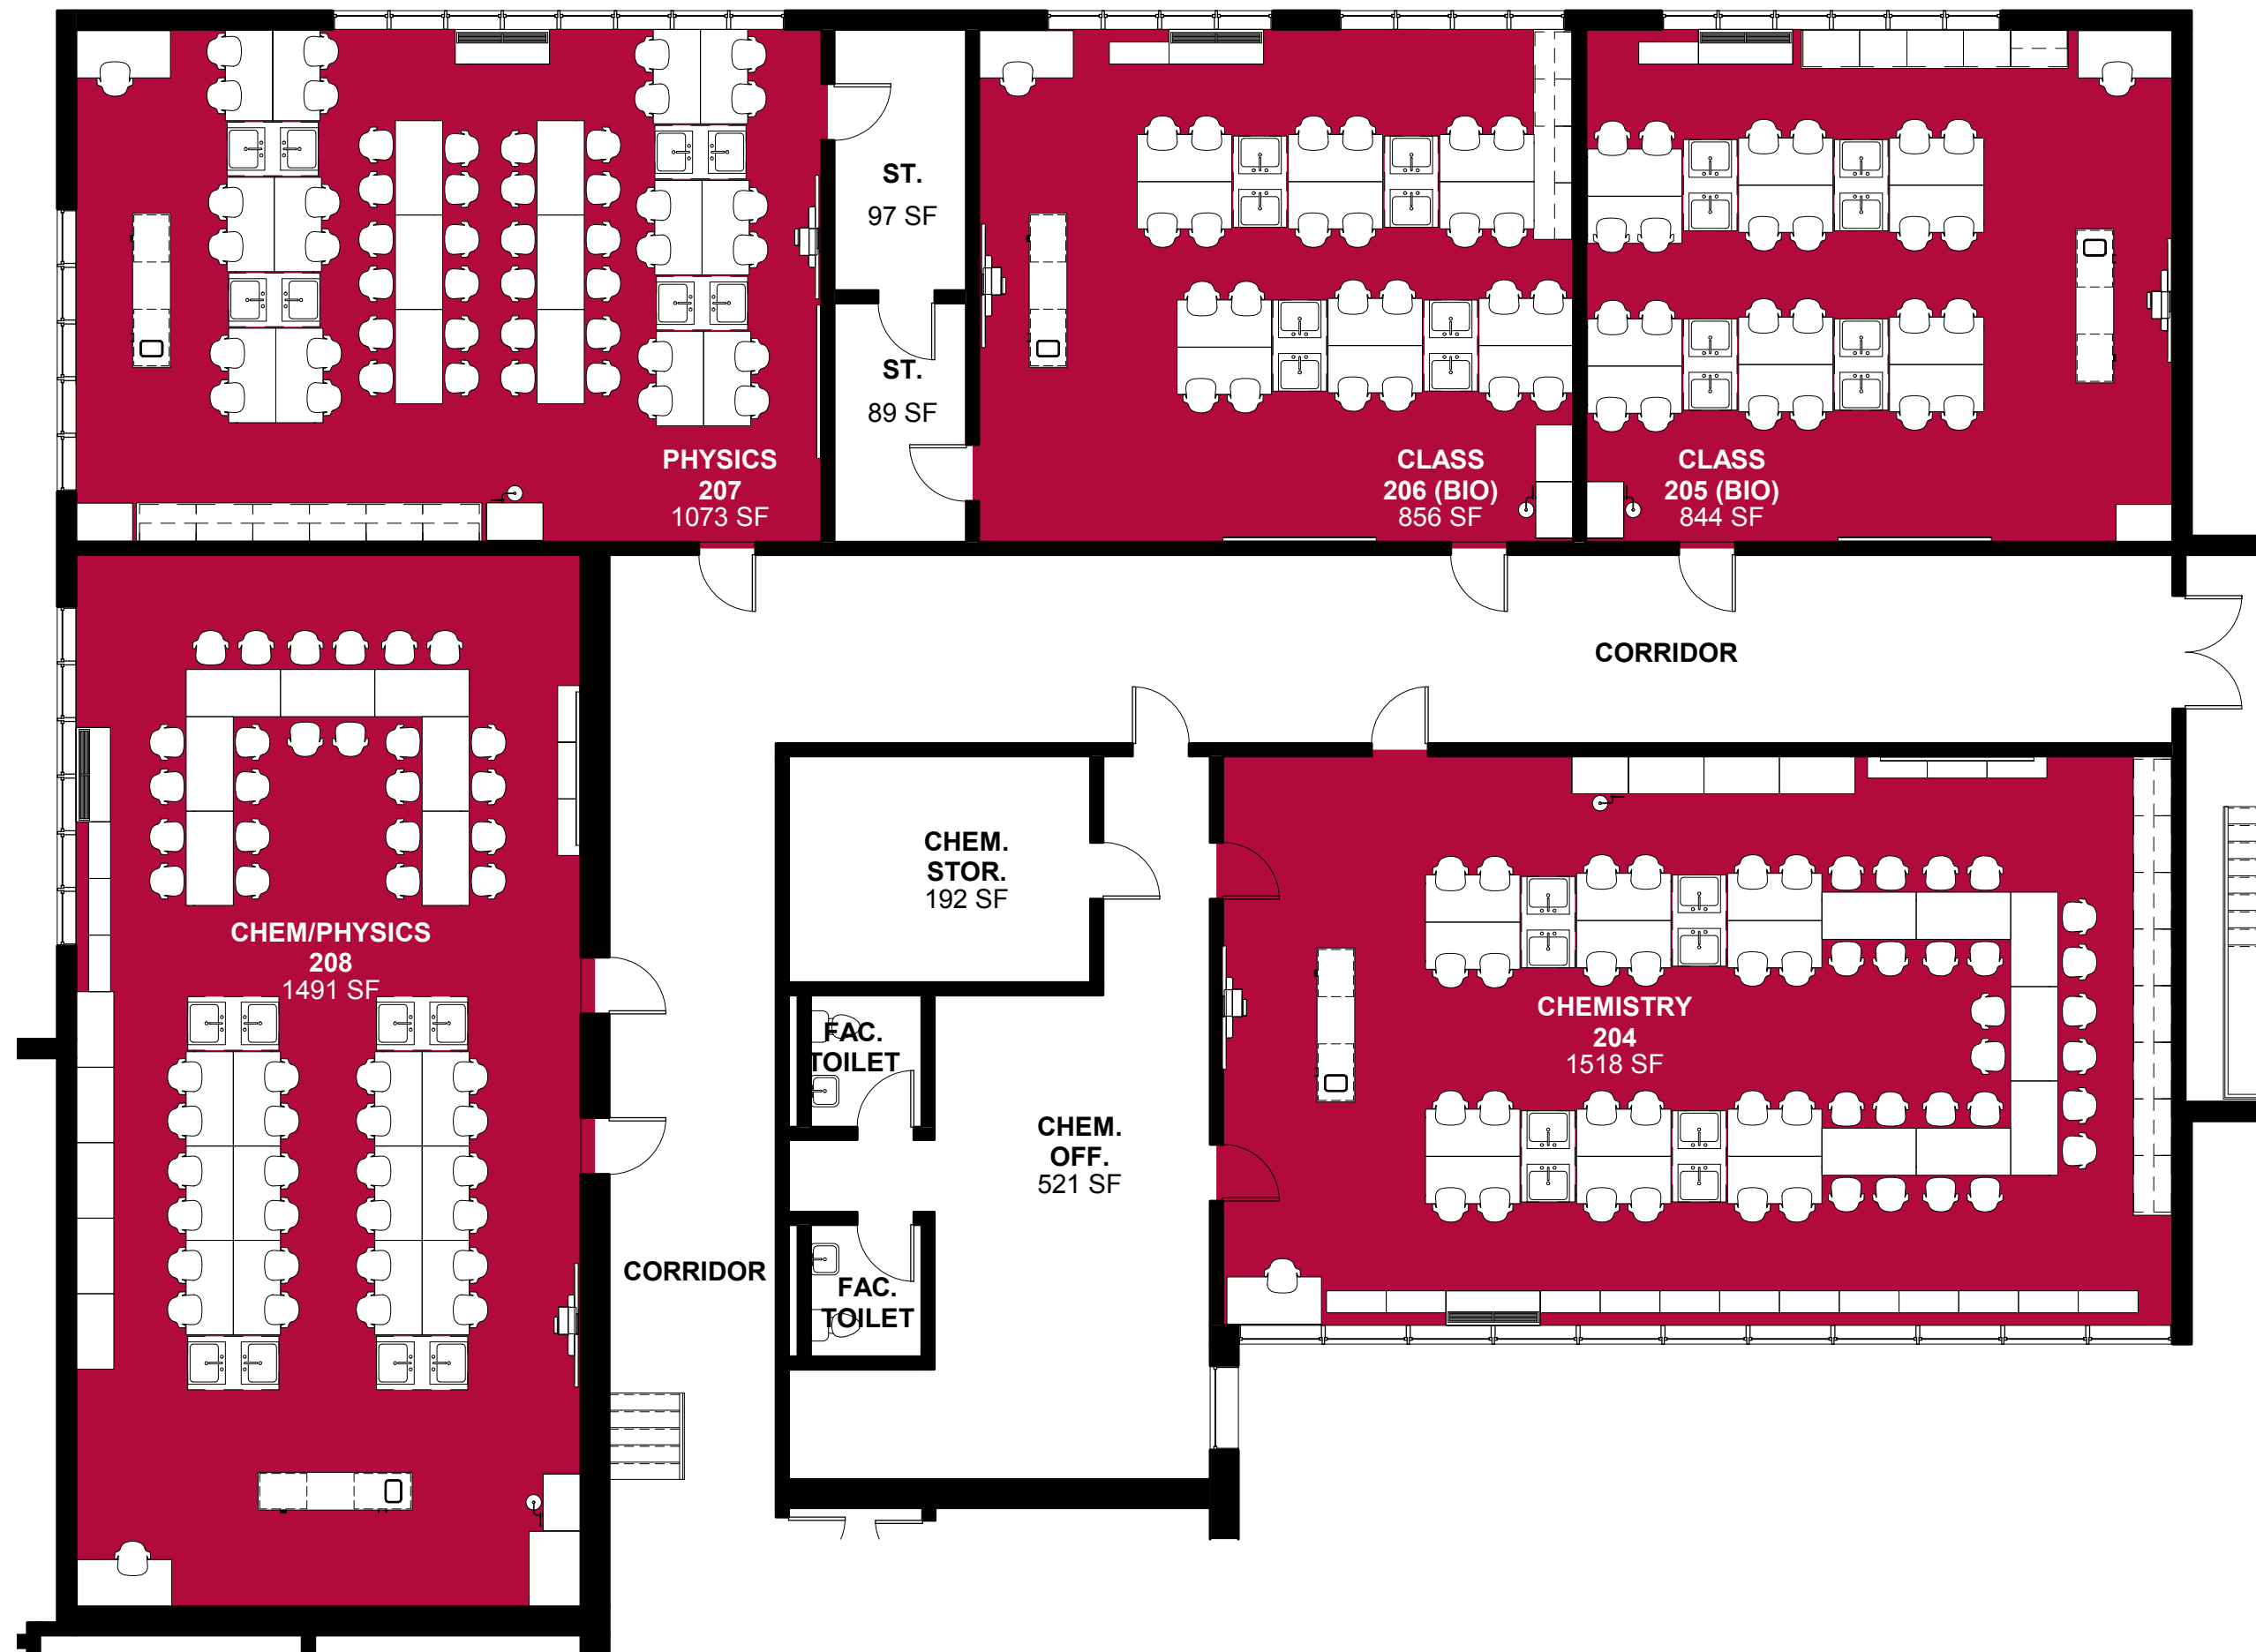 ST.
97 SF
ST.
89 SF
PHYSICS
207
1073 SF
CLASS
206 (BIO)
856 SF
CLASS
205 (BIO)
844 SF
CORRIDOR
CHEM.
STOR.
192 SF
CHEM/PHYSICS
208
1491 SF
CHEMISTRY
204
1518 SF
FAC.
TOILET
CHEM.
OFF.
521 SF
CORRIDOR
FAC.
TOILET